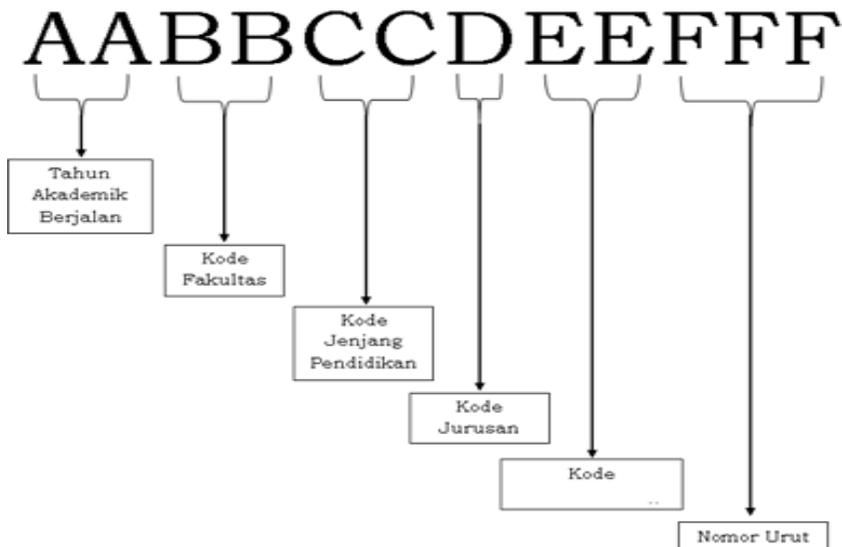 AABBCCDEEFFF
Tahun
Akademik
Berjalan
Kode
Fakultas
Kode
Jenjang
Pendidikan
Kode
Jurusan
Kode
Nomor Urut